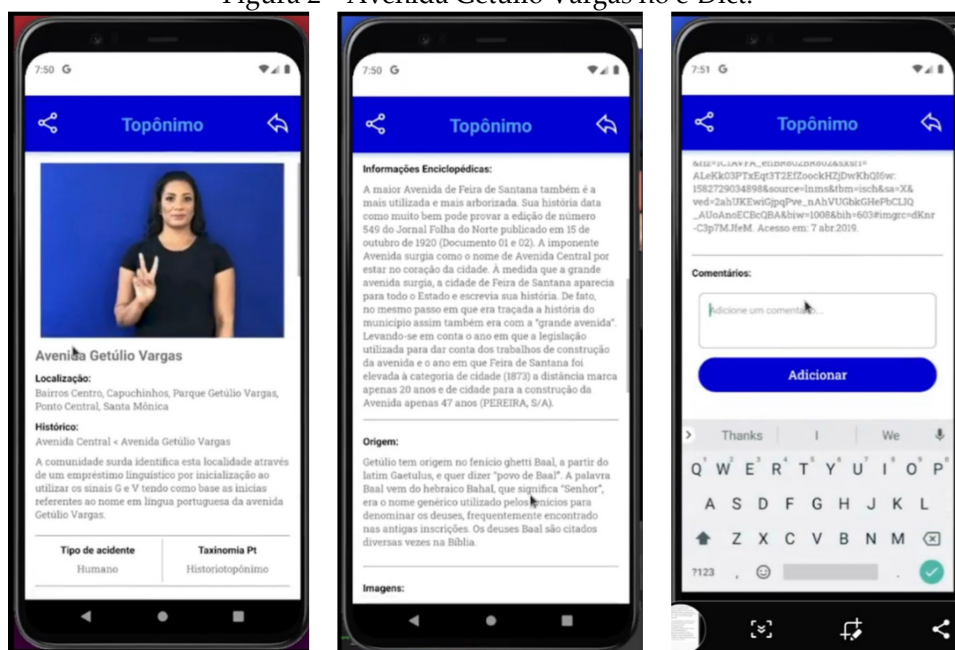 Figura 2 - Avenida Getúlio Vargas no e-Dict.
7:50 G
Topônimo
Avenida Getúlio Vargas
Localização:
Bairros Centro, Capuchinhos, Parque Getúlio Vargas,
Ponto Central, Santa Mônica
Histórico:
Avenida Central < Avenida Getúlio Vargas
A comunidade surda identifica esta localidade através
de um empréstimo linguístico por inicialização ao
utilizar os sinais G e V tendo como base as inicias
referentes ao nome em língua portuguesa da avenida
Getúlio Vargas.
Tipo de acidente
Taxinomia Pt
Humano
Historiotopônimo
7:50 G
Topônimo
Informações Enciclopédicas:
A maior Avenida de Feira de Santana também é a
mais utilizada e mais arborizada. Sua história data
como muito bem pode provar a edição de número
549 do Jornal Folha do Norte publicado em 15 de
outubro de 1920 (Documento 01 e 02). A imponente
Avenida surgia como o nome de Avenida Central por
estar no coração da cidade. À medida que a grande
avenida surgia, a cidade de Feira de Santana aparecia
para todo o Estado e escrevia sua história. De fato,
no mesmo passo em que era traçada a história do
município assim também era com a "grande avenida".
Levando-se em conta o ano em que a legislação
utilizada para dar conta dos trabalhos de construção
da avenida e o ano em que Feira de Santana foi
elevada à categoria de cidade (1873) a distância marca
apenas 20 anos e de cidade para a construção da
Avenida apenas 47 anos (PEREIRA, S/A).
Origem:
Getúlio tem origem no fenício ghetti Baal, a partir do
latim Gaetulus, e quer dizer "povo de Baal". A palavra
Baal vem do hebraico Bahal, que significa "Senhor",
era o nome genérico utilizado pelos fenícios para
denominar os deuses, frequentemente encontrado
nas antigas inscrições. Os deuses Baal são citados
diversas vezes na Bíblia.
Imagens:
7:51 G
Topônimo
ALeKk03PTxEqt3T2EfZoockHZjDwKhQI6w:
1582729034898&source=lnms&tbm=isch&sa=X&
ved=2ahUKEwiGjpqPve_nAhVUGbkGHePbCLIQ
_AUoAnoECBcQBA&biw=1008&bih=603#imgrc=dKnr
-C3p7MJfeM. Acesso em: 7 abr.2019.
Comentários:
Adicione um comentário...
Adicionar
Thanks I We
Q W E R T Y U I O P
A S D F G H J K L
Z X C V B N M
?123 , .